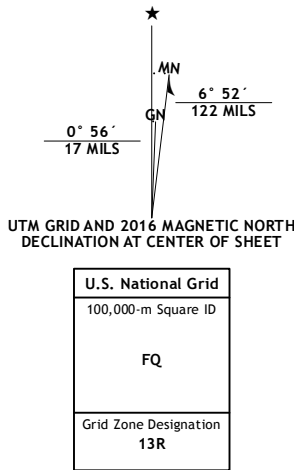 MN
GN
6° 52´
122 MILS
0° 56´
17 MILS
UTM GRID AND 2016 MAGNETIC NORTH
DECLINATION AT CENTER OF SHEET
U.S. National Grid
100,000-m Square ID
FQ
Grid Zone Designation
13R